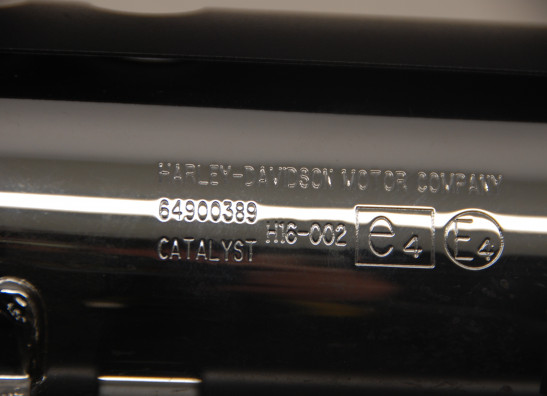 HARLEY-DAVIDSON MOTOR COMPANY
64900389
H16-002 e4 E4
CATALYST